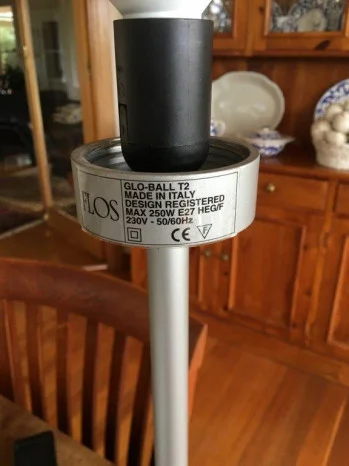 FLOS
GLO-BALL T2
MADE IN ITALY
DESIGN REGISTERED
MAX 250W E27 HEG/F
230V - 50/60Hz
CE F